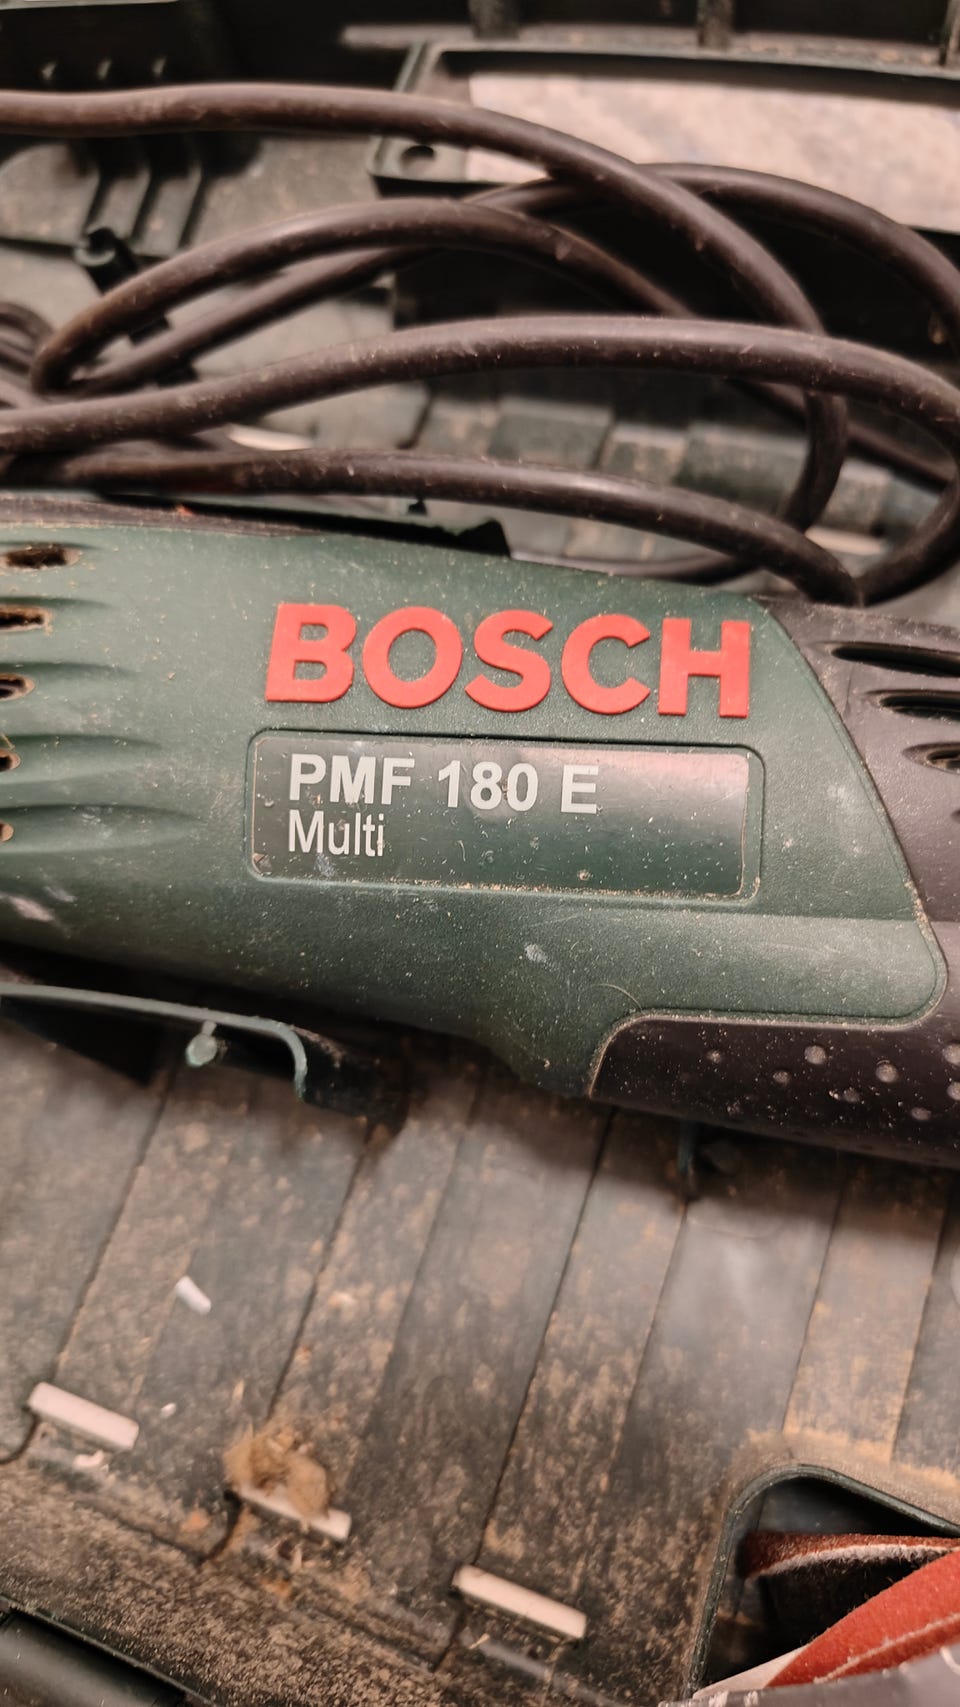 BOSCH
PMF 180 E
Multi